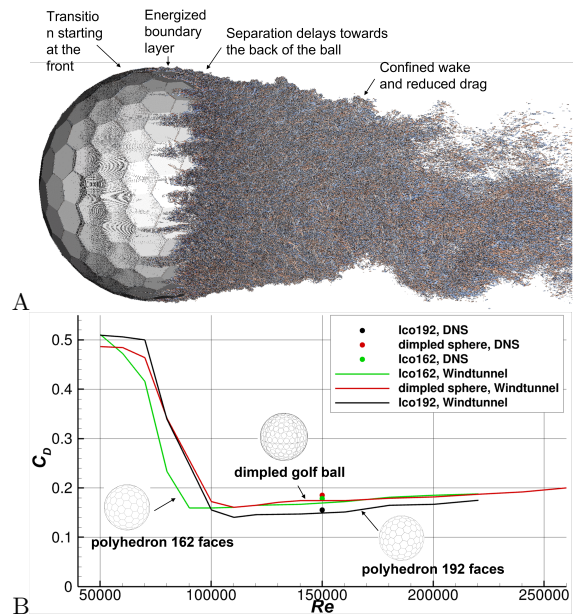 Transitio
n starting
at the
front
Energized
boundary
layer
Separation delays towards
the back of the ball
Confined wake
and reduced drag
A
0.5
0.4
0.3
0.2
0.1
0
C_D
Ico192, DNS
dimpled sphere, DNS
Ico162, DNS
Ico162, Windtunnel
dimpled sphere, Windtunnel
Ico192, Windtunnel
dimpled golf ball
polyhedron 162 faces
polyhedron 192 faces
50000 100000 150000 200000 250000
Re
B